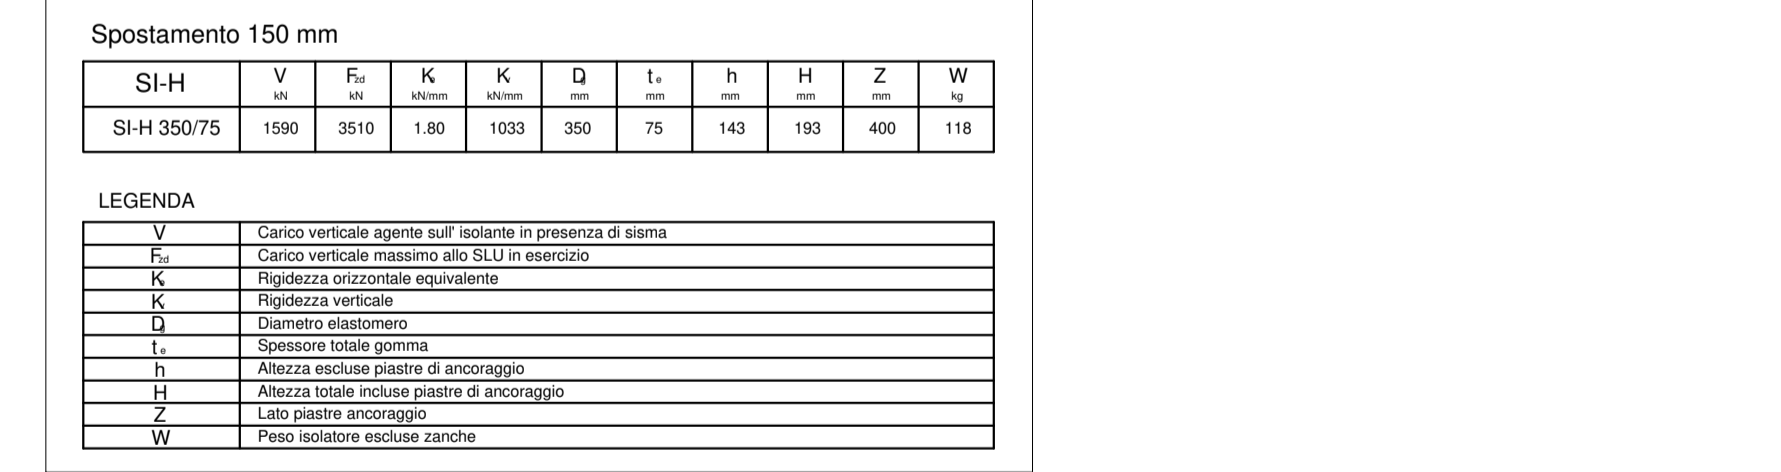 Spostamento 150 mm
SI-H V Fzd Ke K Dg te h H Z W
kN kN kN/mm kN/mm mm mm mm mm mm kg
SI-H 350/75 1590 3510 1.80 1033 350 75 143 193 400 118
LEGENDA
V Carico verticale agente sull' isolante in presenza di sisma
Fzd Carico verticale massimo allo SLU in esercizio
Ke Rigidezza orizzontale equivalente
K Rigidezza verticale
Dg Diametro elastomero
te Spessore totale gomma
h Altezza escluse piastre di ancoraggio
H Altezza totale incluse piastre di ancoraggio
Z Lato piastre ancoraggio
W Peso isolatore escluse zanche